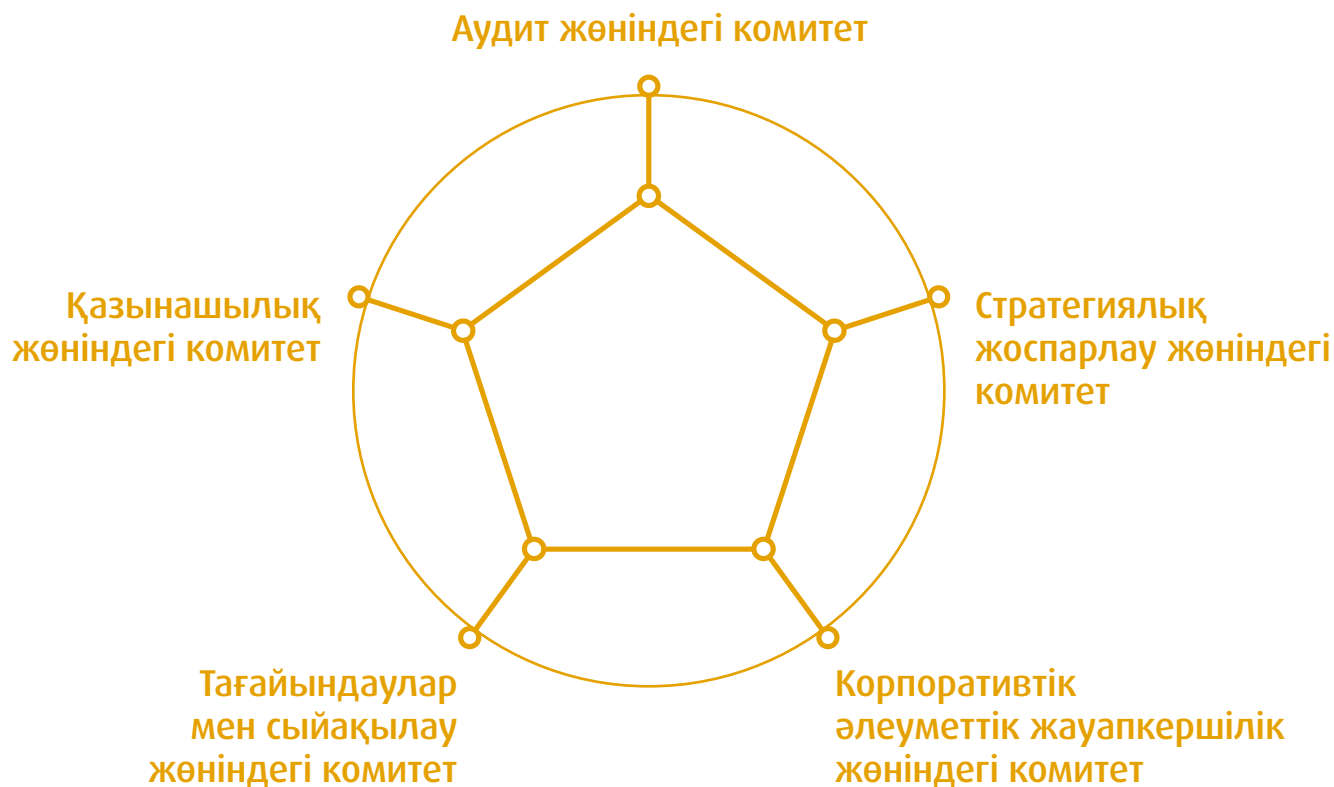 Аудит жөніндегі комитет
Қазынашылық
жөніндегі комитет
Стратегиялық
жоспарлау жөніндегі
комитет
Тағайындаулар
мен сыйақылау
жөніндегі комитет
Корпоративтік
әлеуметтік жауапкершілік
жөніндегі комитет